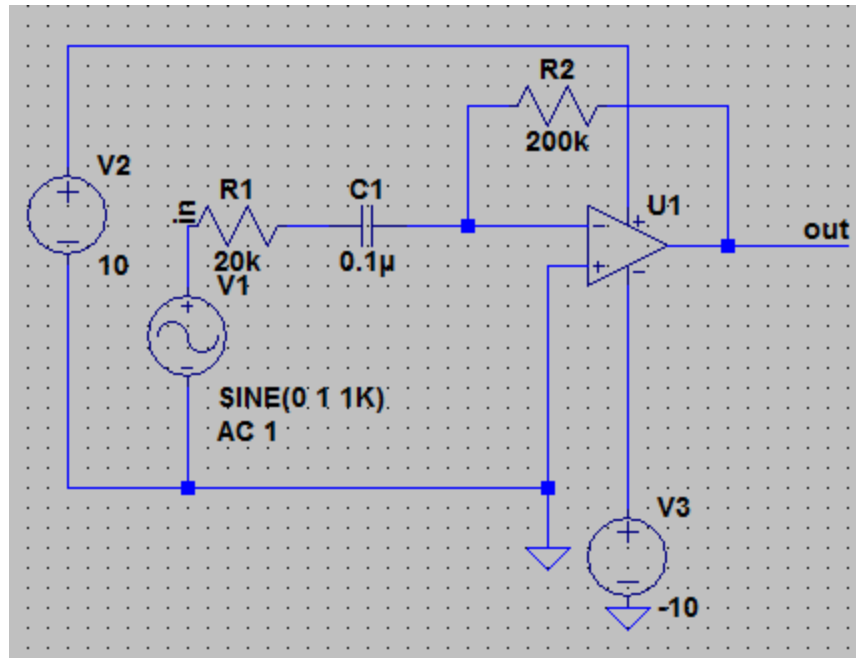 R2
200k
V2
10
in
R1
20k
C1
0.1µ
U1
out
V1
SINE(0 1 1K)
AC 1
V3
-10